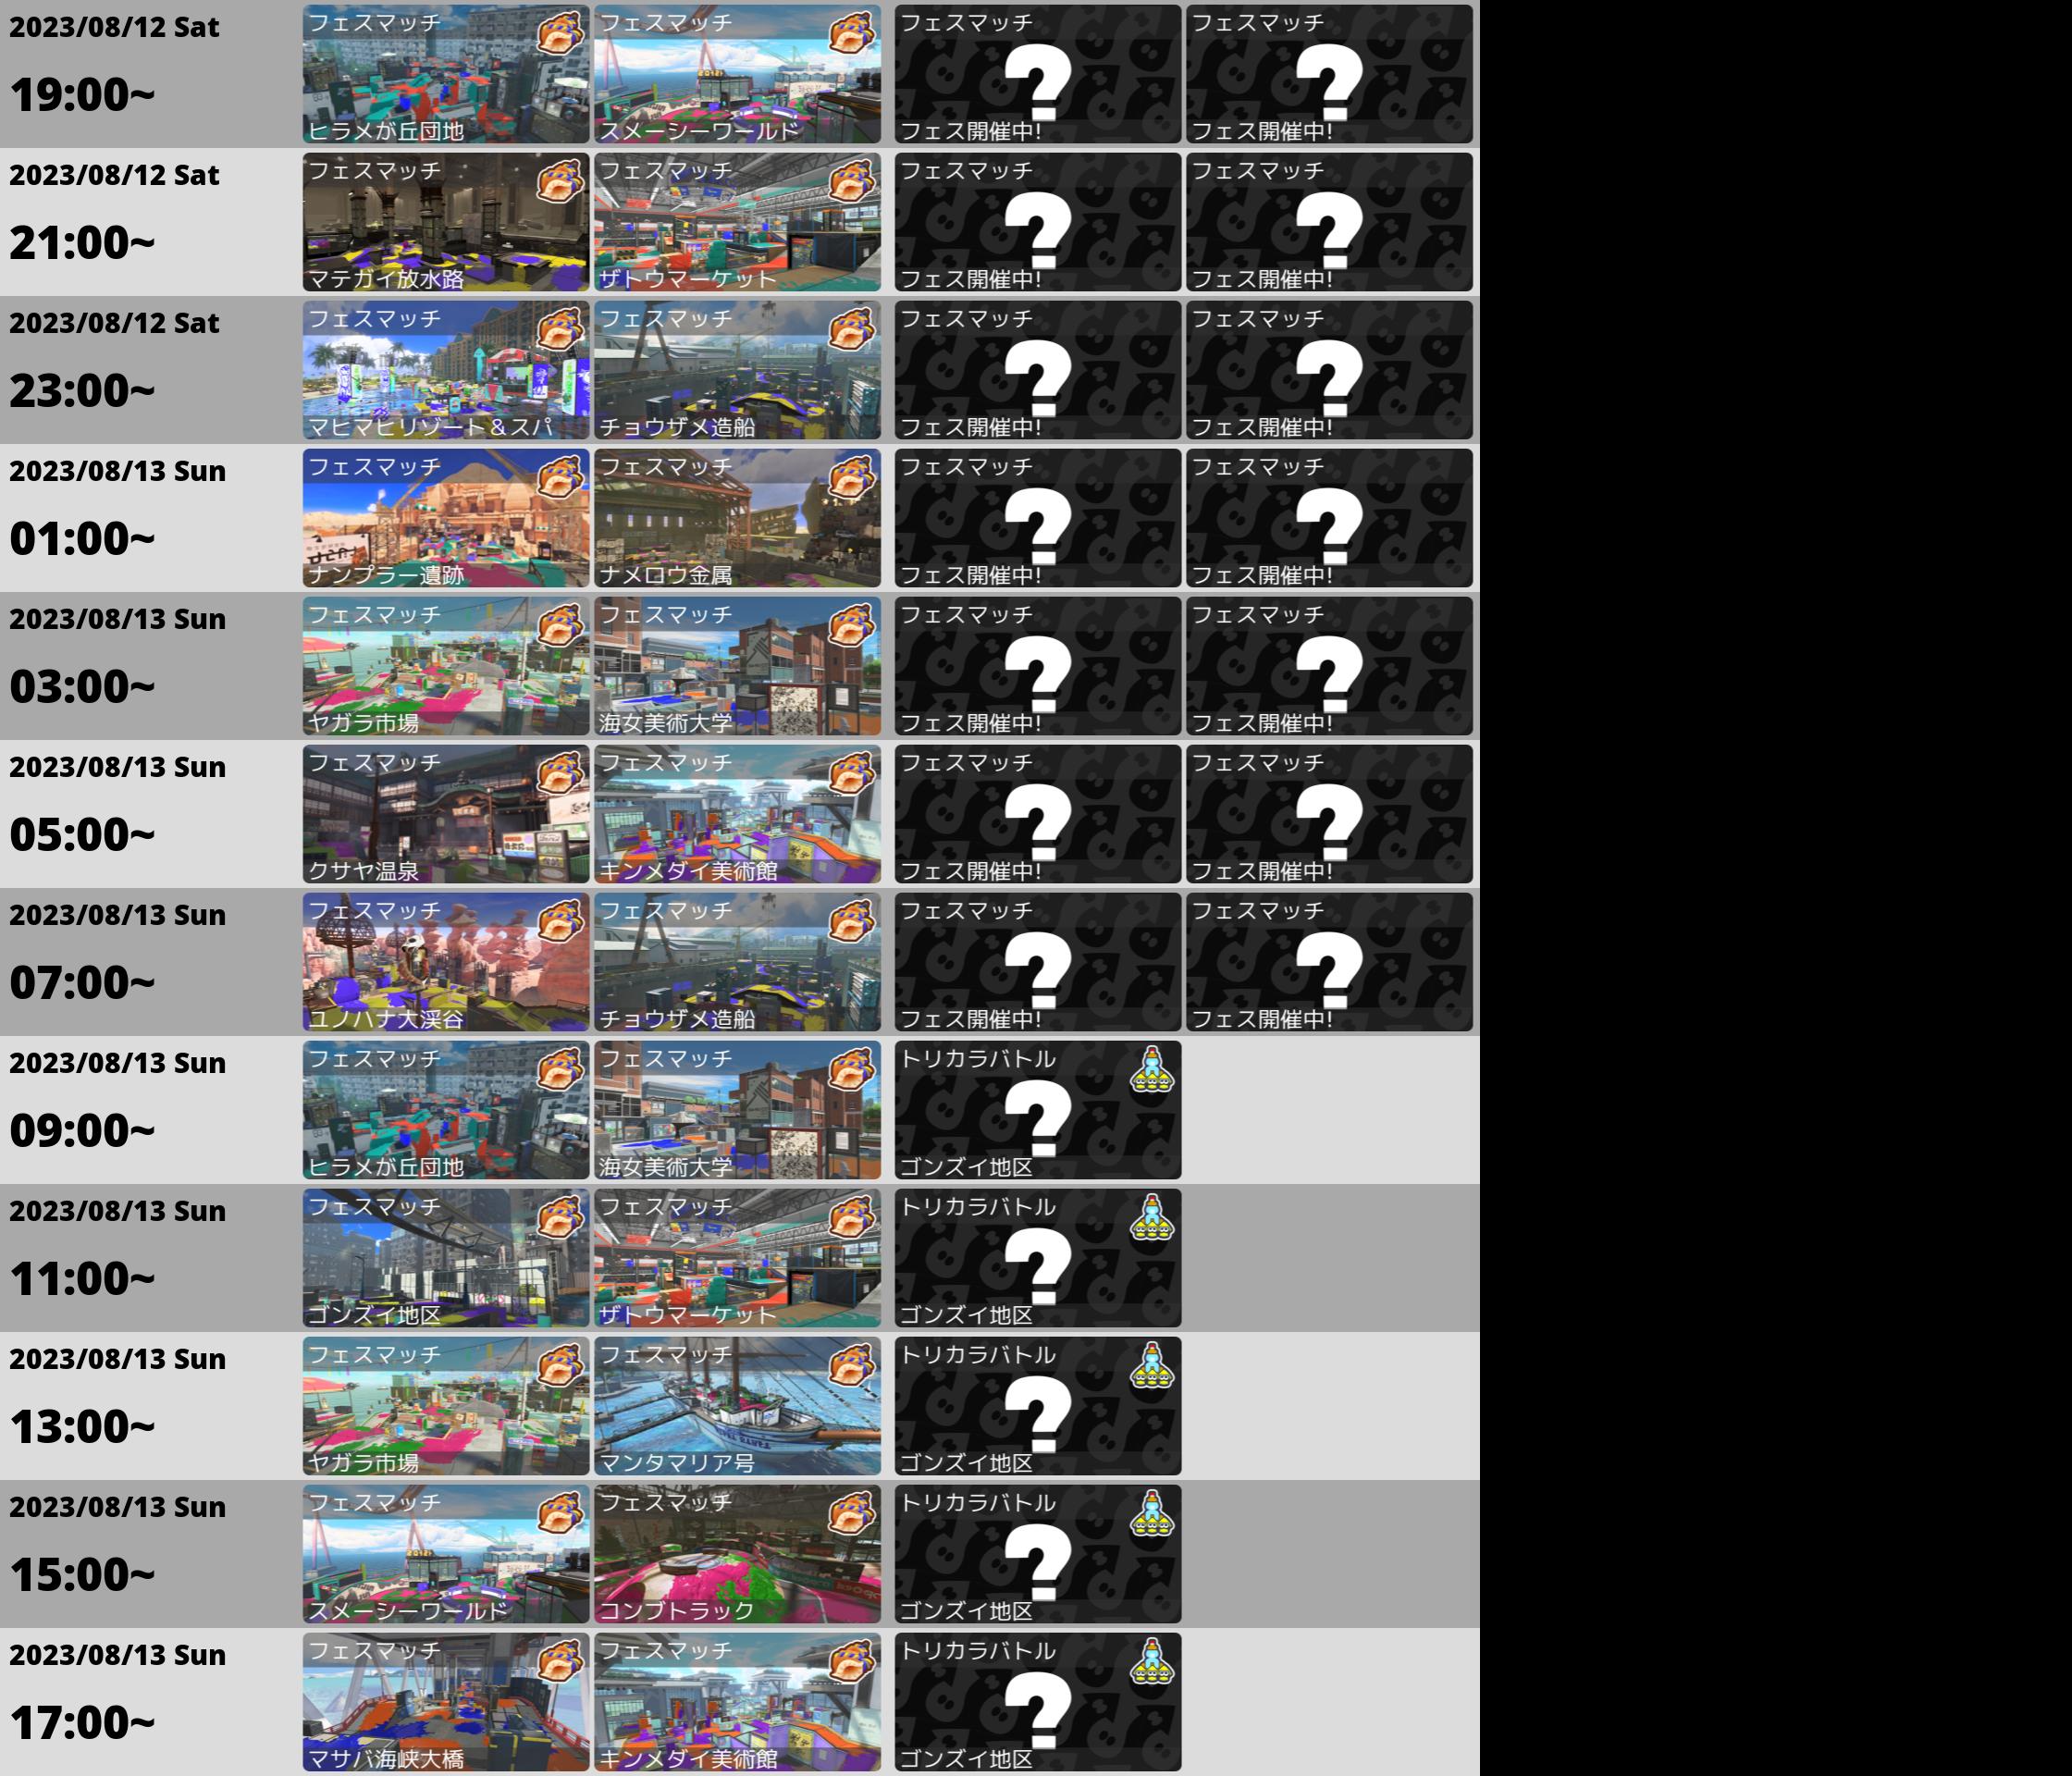 2023/08/12 Sat
19:00~
フェスマッチ
ヒラメが丘団地
フェスマッチ
スメーシーワールド
フェスマッチ
フェス開催中!
フェスマッチ
フェス開催中!
2023/08/12 Sat
21:00~
フェスマッチ
マテガイ放水路
フェスマッチ
ザトウマーケット
フェスマッチ
フェス開催中!
フェスマッチ
フェス開催中!
2023/08/12 Sat
23:00~
フェスマッチ
マヒマヒリゾート＆スパ
フェスマッチ
チョウザメ造船
フェスマッチ
フェス開催中!
フェスマッチ
フェス開催中!
2023/08/13 Sun
01:00~
フェスマッチ
ナンプラー遺跡
フェスマッチ
ナメロウ金属
フェスマッチ
フェス開催中!
フェスマッチ
フェス開催中!
2023/08/13 Sun
03:00~
フェスマッチ
ヤガラ市場
フェスマッチ
海女美術大学
フェスマッチ
フェス開催中!
フェスマッチ
フェス開催中!
2023/08/13 Sun
05:00~
フェスマッチ
クサヤ温泉
フェスマッチ
キンメダイ美術館
フェスマッチ
フェス開催中!
フェスマッチ
フェス開催中!
2023/08/13 Sun
07:00~
フェスマッチ
ユノハナ大渓谷
フェスマッチ
チョウザメ造船
フェスマッチ
フェス開催中!
フェスマッチ
フェス開催中!
2023/08/13 Sun
09:00~
フェスマッチ
ヒラメが丘団地
フェスマッチ
海女美術大学
トリカラバトル
ゴンズイ地区
2023/08/13 Sun
11:00~
フェスマッチ
ゴンズイ地区
フェスマッチ
ザトウマーケット
トリカラバトル
ゴンズイ地区
2023/08/13 Sun
13:00~
フェスマッチ
ヤガラ市場
フェスマッチ
マンタマリア号
トリカラバトル
ゴンズイ地区
2023/08/13 Sun
15:00~
フェスマッチ
スメーシーワールド
フェスマッチ
コンブトラック
トリカラバトル
ゴンズイ地区
2023/08/13 Sun
17:00~
フェスマッチ
マサバ海峡大橋
フェスマッチ
キンメダイ美術館
トリカラバトル
ゴンズイ地区